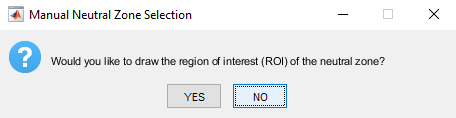 Manual Neutral Zone Selection
Would you like to draw the region of interest (ROI) of the neutral zone?
YES NO